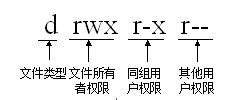 d rwx r-x r--
文件类型 文件所有 同组用 其他用
者权限 户权限 户权限